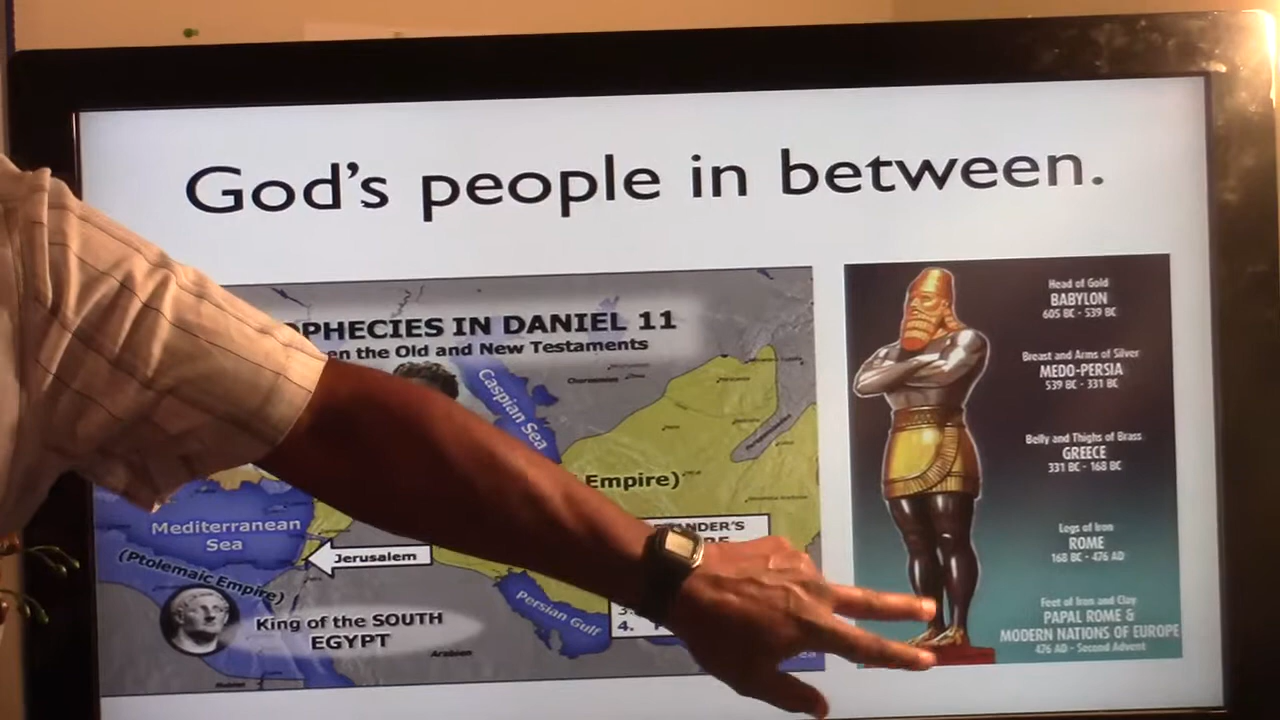 God's people in between.
PHECIES IN DANIEL 11
en the Old and New Testaments
Caspian Sea
Empire)
Mediterranean
Sea
Jerusalem
(Ptolemaic Empire)
Persian Gulf
King of the SOUTH
EGYPT
NDER'S
3.
4.
Head of Gold
BABYLON
605 BC - 539 BC
Breast and Arms of Silver
MEDO-PERSIA
539 BC - 331 BC
Belly and Thighs of Brass
GREECE
331 BC - 168 BC
Legs of Iron
ROME
168 BC - 476 AD
Feet of Iron and Clay
PAPAL ROME &
MODERN NATIONS OF EUROPE
476 AD - Second Advent